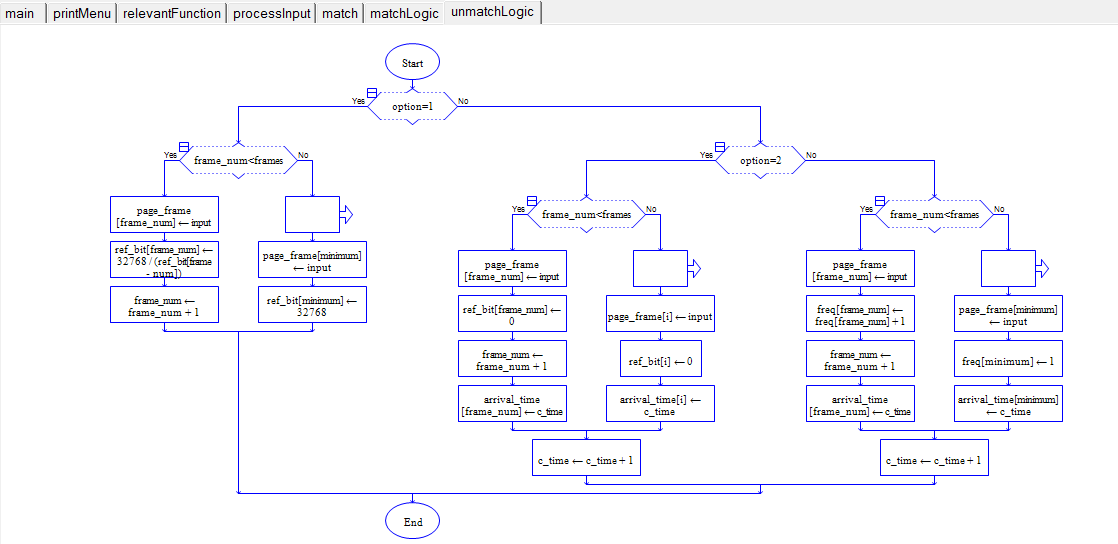 main printMenu relevantFunction processInput match matchLogic unmatchLogic
Start
option=1
Yes
No
frame_num<frames
Yes
No
page_frame
[frame_num] ← input
ref_bit[frame_num] ←
32768 / (ref_bit[frame
- num])
frame_num ←
frame_num + 1
page_frame[minimum]
← input
ref_bit[minimum] ←
32768
option=2
Yes
No
frame_num<frames
Yes
No
page_frame
[frame_num] ← input
ref_bit[frame_num] ←
0
frame_num ←
frame_num + 1
arrival_time
[frame_num] ← c_time
page_frame[i] ← input
ref_bit[i] ← 0
arrival_time[i] ←
c_time
c_time ← c_time + 1
frame_num<frames
Yes
No
page_frame
[frame_num] ← input
freq[frame_num] ←
freq[frame_num] + 1
frame_num ←
frame_num + 1
arrival_time
[frame_num] ← c_time
page_frame[minimum]
← input
freq[minimum] ← 1
arrival_time[minimum]
← c_time
c_time ← c_time + 1
End